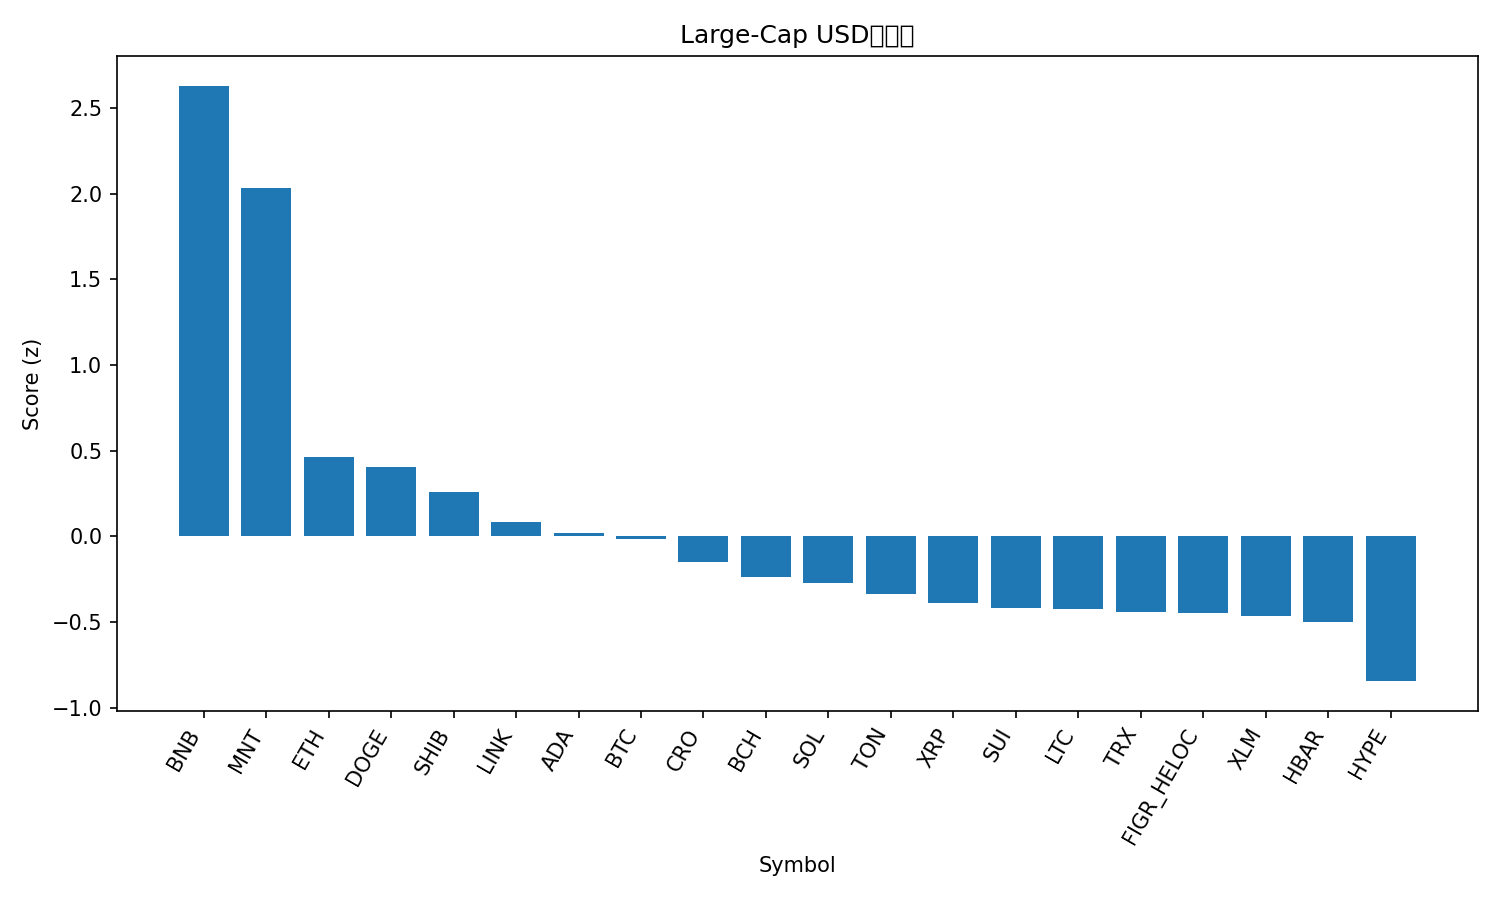 Large-Cap USD
Score (z)
2.5
2.0
1.5
1.0
0.5
0.0
−0.5
−1.0
BNB
MNT
ETH
DOGE
SHIB
LINK
ADA
BTC
CRO
BCH
SOL
TON
XRP
SUI
LTC
TRX
FIGR_HELOC
XLM
HBAR
HYPE
Symbol